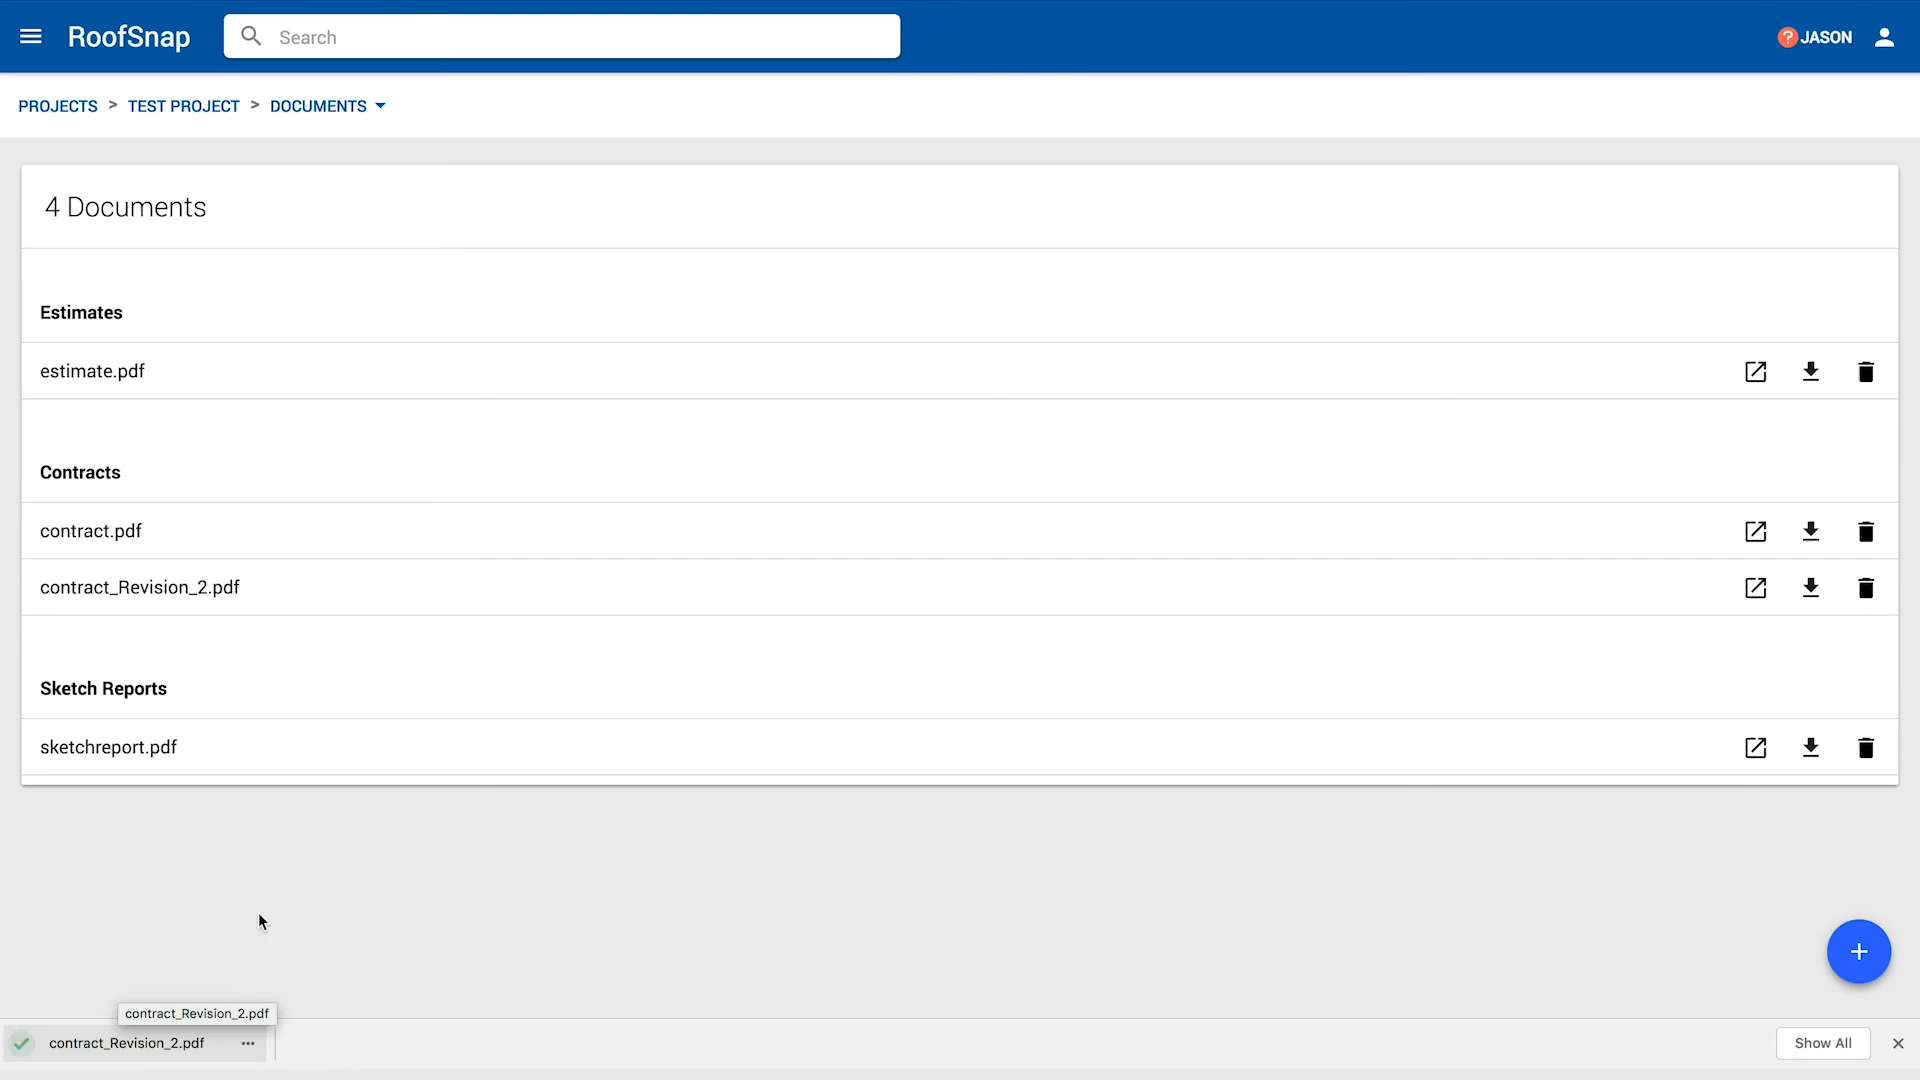 RoofSnap
Search
? JASON
PROJECTS > TEST PROJECT > DOCUMENTS
4 Documents
Estimates
estimate.pdf
Contracts
contract.pdf
contract_Revision_2.pdf
Sketch Reports
sketchreport.pdf
+
contract_Revision_2.pdf
contract_Revision_2.pdf
Show All